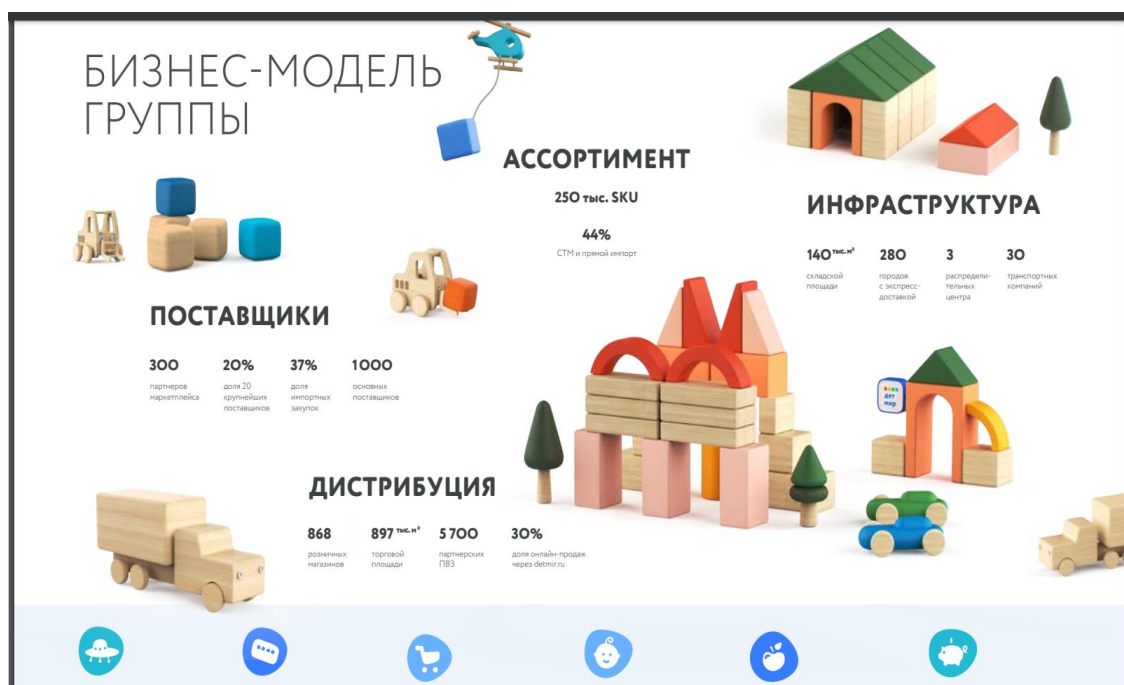 БИЗНЕС-МОДЕЛЬ
ГРУППЫ
АССОРТИМЕНТ
250 тыс. SKU
44%
СТМ и прямой импорт
ИНФРАСТРУКТУРА
140 тыс. м² 280 3 30
складской городов распредели- транспортных
площади с экспресс- тельных компаний
доставкой центра
ПОСТАВЩИКИ
300 20% 37% 1000
партнеров доля 20 доля основных
маркетплейса крупнейших импортных поставщиков
поставщиков закупок
дет
мир
ДИСТРИБУЦИЯ
868 897 тыс. м² 5 700 30%
розничных торговой партнерских доля онлайн-продаж
магазинов площади ПВЗ через detmir.ru